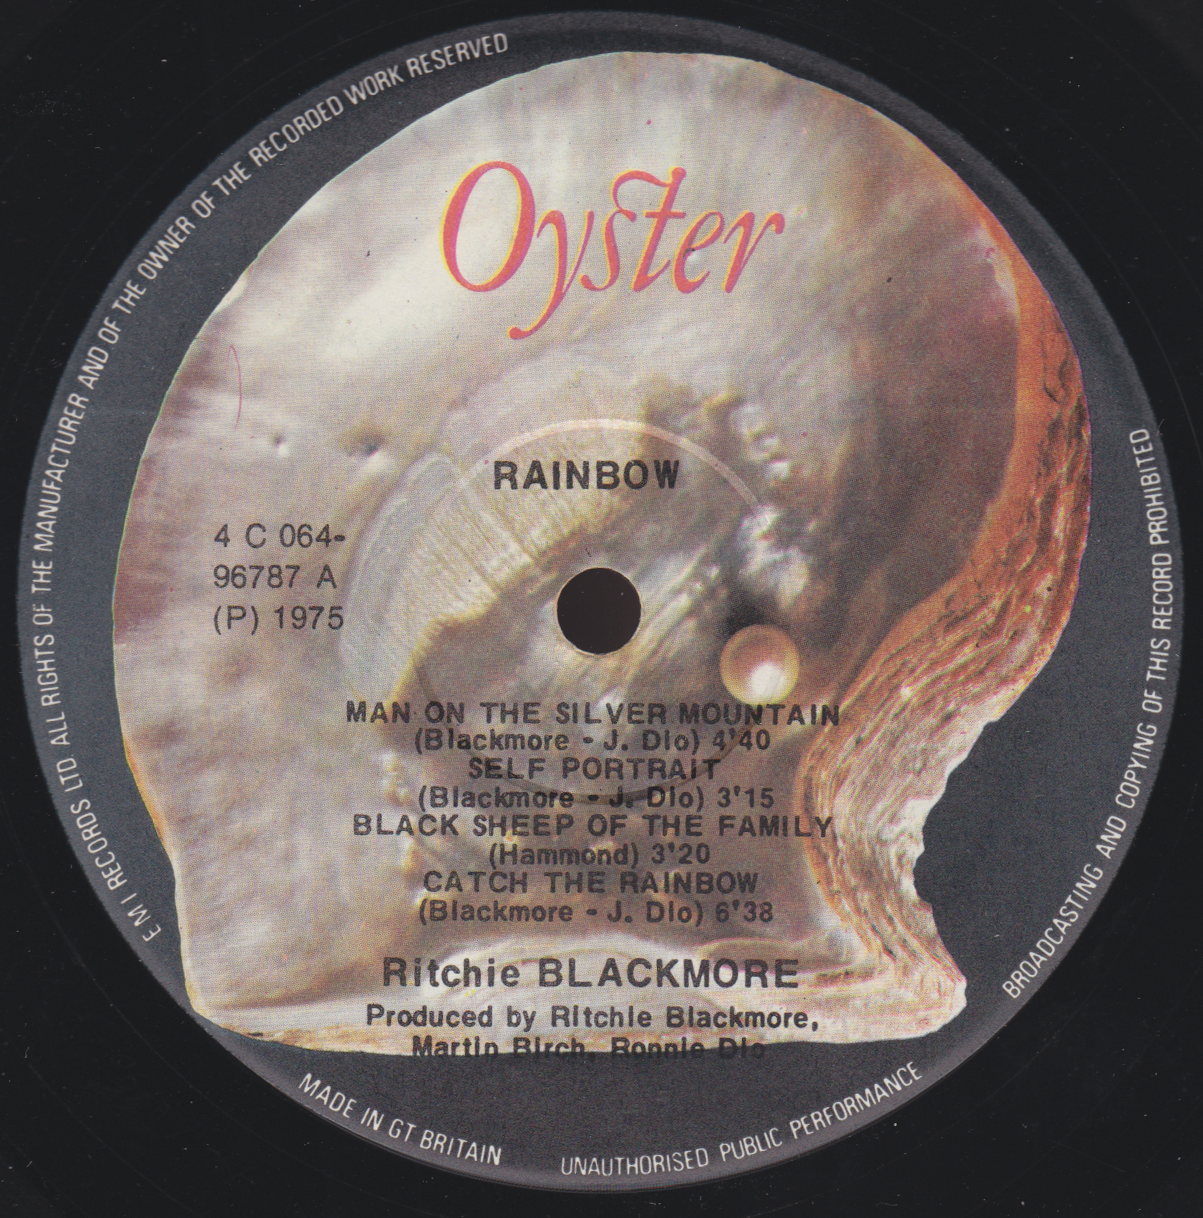 E M I RECORDS LTD. ALL RIGHTS OF THE MANUFACTURER AND OF THE OWNER OF THE RECORDED WORK RESERVED
Oyster
RAINBOW
4 C 064-
96787 A
(P) 1975
MAN ON THE SILVER MOUNTAIN
(Blackmore - J. Dio) 4'40
SELF PORTRAIT
(Blackmore - J. Dio) 3'15
BLACK SHEEP OF THE FAMILY
(Hammond) 3'20
CATCH THE RAINBOW
(Blackmore - J. Dio) 6'38
Ritchie BLACKMORE
Produced by Ritchie Blackmore,
Martin Birch, Ronnie Dio
MADE IN GT BRITAIN
UNAUTHORISED PUBLIC PERFORMANCE
BROADCASTING AND COPYING OF THIS RECORD PROHIBITED